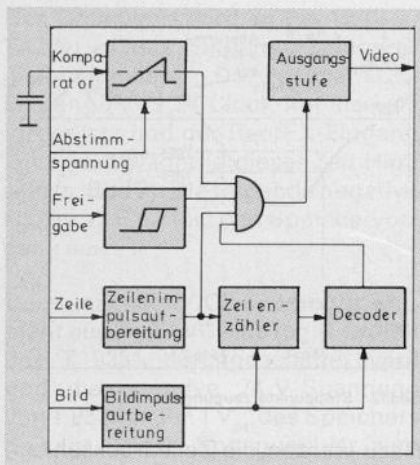 Kompa
rator
Ausgangs
stufe
Video
Abstimm-
spannung
Frei-
gabe
Zeile
Zeilenim-
pulsauf-
bereitung
Zeilen-
zähler
Decoder
Bild
Bildimpuls
aufbe-
reitung